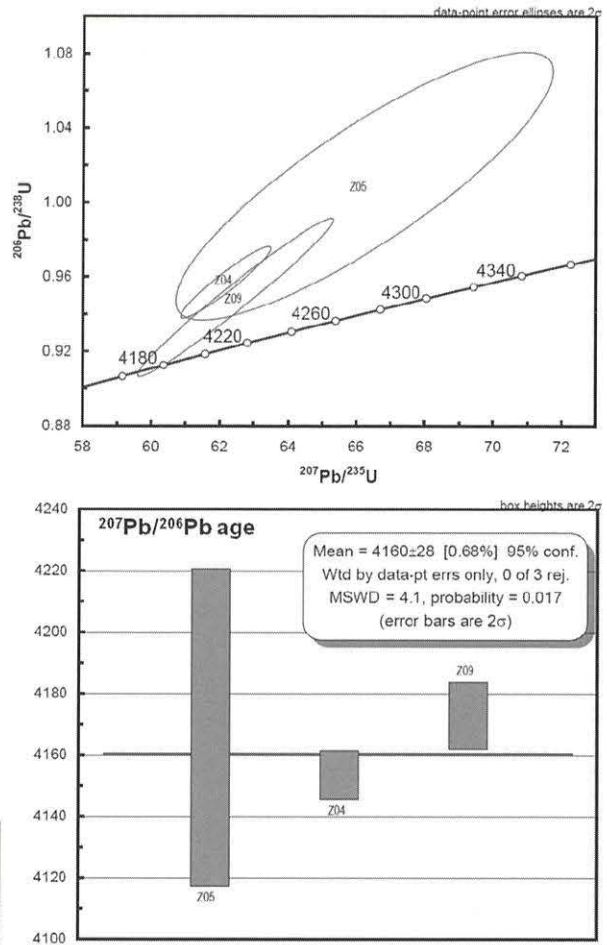 data-point error ellipses are 2σ
1.08
1.04
1.00
0.96
0.92
0.88
²⁰⁶Pb/²³⁸U
Z05
Z04
Z09
4180
4220
4260
4300
4340
58 60 62 64 66 68 70 72
²⁰⁷Pb/²³⁵U
box heights are 2σ
4240
4220
4200
4180
4160
4140
4120
4100
²⁰⁷Pb/²⁰⁶Pb age
Mean = 4160±28 [0.68%] 95% conf.
Wtd by data-pt errs only, 0 of 3 rej.
MSWD = 4.1, probability = 0.017
(error bars are 2σ)
Z09
Z04
Z05